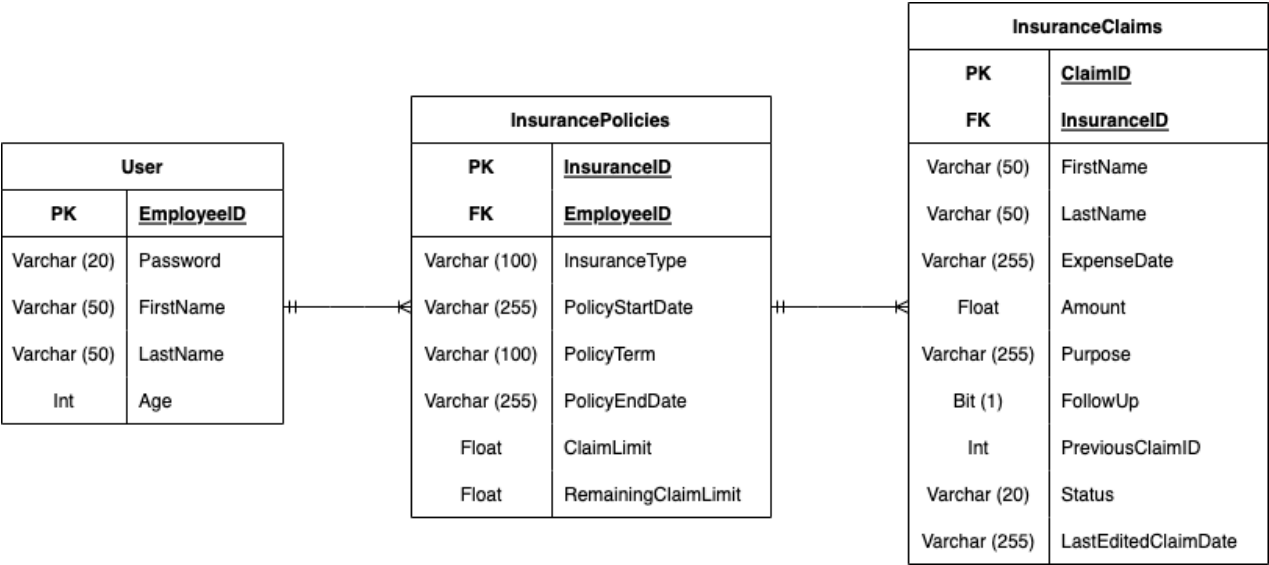 User
PK EmployeeID
Varchar (20) Password
Varchar (50) FirstName
Varchar (50) LastName
Int Age
InsurancePolicies
PK InsuranceID
FK EmployeeID
Varchar (100) InsuranceType
Varchar (255) PolicyStartDate
Varchar (100) PolicyTerm
Varchar (255) PolicyEndDate
Float ClaimLimit
Float RemainingClaimLimit
InsuranceClaims
PK ClaimID
FK InsuranceID
Varchar (50) FirstName
Varchar (50) LastName
Varchar (255) ExpenseDate
Float Amount
Varchar (255) Purpose
Bit (1) FollowUp
Int PreviousClaimID
Varchar (20) Status
Varchar (255) LastEditedClaimDate